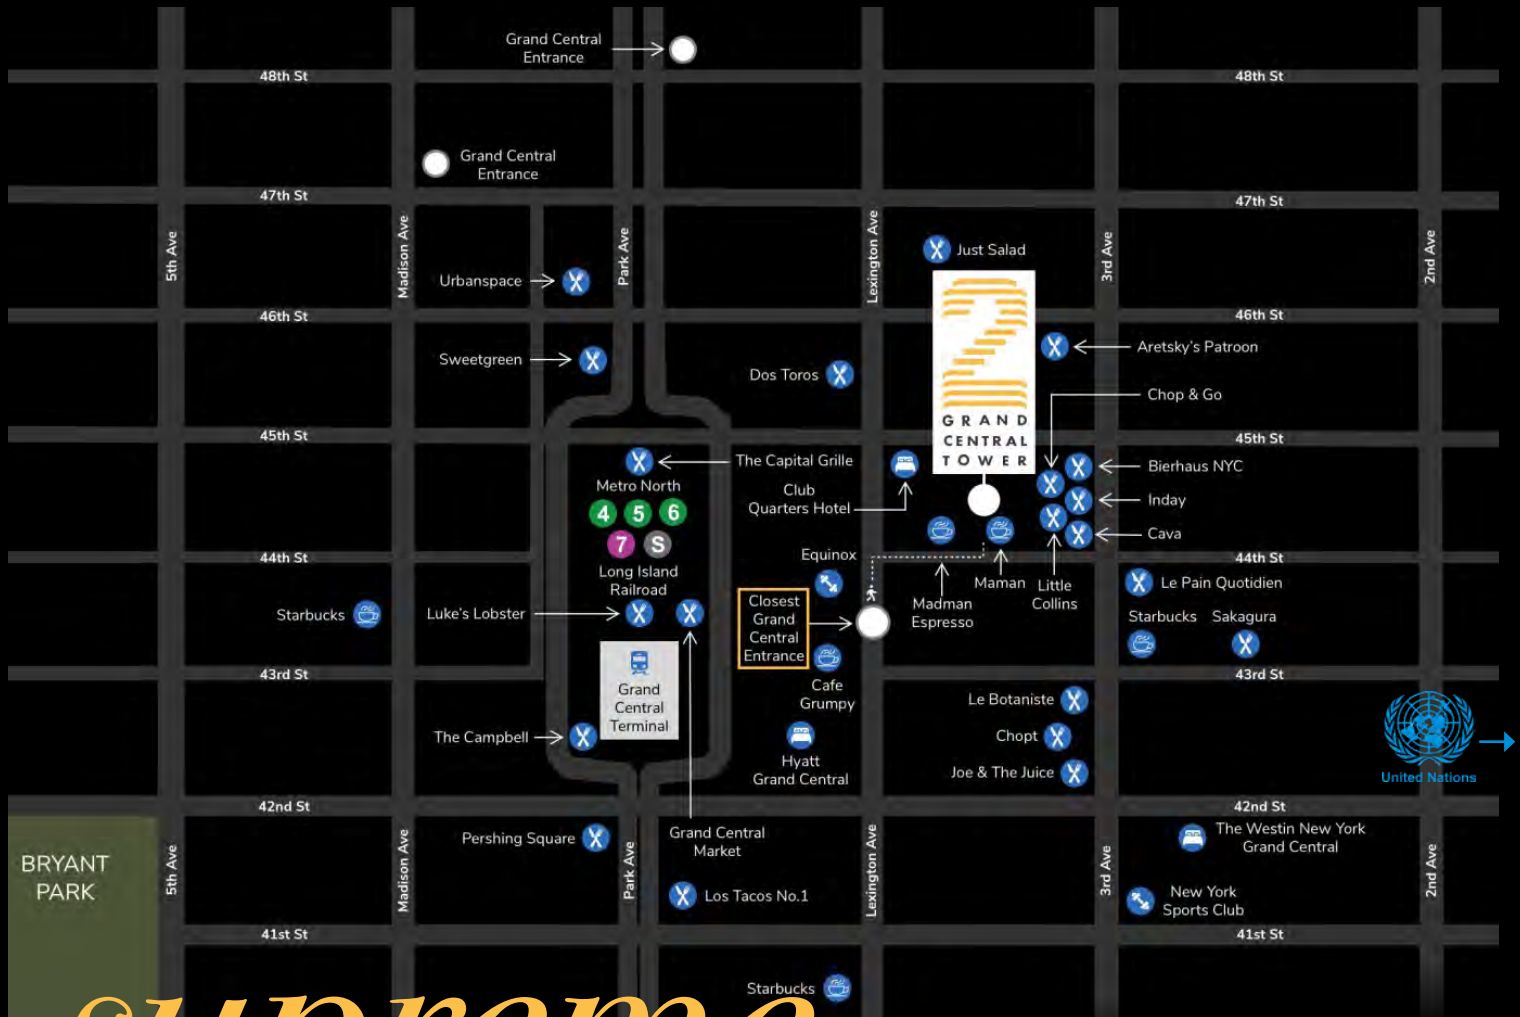 Grand Central
Entrance
48th St
48th St
Grand Central
Entrance
47th St
47th St
5th Ave
Madison Ave
Park Ave
Lexington Ave
3rd Ave
2nd Ave
Just Salad
Urbanspace
46th St
46th St
Sweetgreen
Dos Toros
Aretsky's Patroon
Chop & Go
GRAND
CENTRAL
TOWER
45th St
45th St
The Capital Grille
Metro North
4 5 6
7 S
Long Island
Railroad
Club
Quarters Hotel
Bierhaus NYC
Inday
Cava
44th St
44th St
Equinox
Maman
Little
Collins
Madman
Espresso
Le Pain Quotidien
Starbucks
Luke's Lobster
Closest
Grand
Central
Entrance
Starbucks
Sakagura
43rd St
43rd St
Grand
Central
Terminal
Cafe
Grumpy
Le Botaniste
The Campbell
Chopt
Hyatt
Grand Central
Joe & The Juice
United Nations
42nd St
42nd St
BRYANT
PARK
5th Ave
Madison Ave
Pershing Square
Park Ave
Grand Central
Market
Los Tacos No.1
Lexington Ave
3rd Ave
The Westin New York
Grand Central
New York
Sports Club
2nd Ave
41st St
41st St
Starbucks
supreme